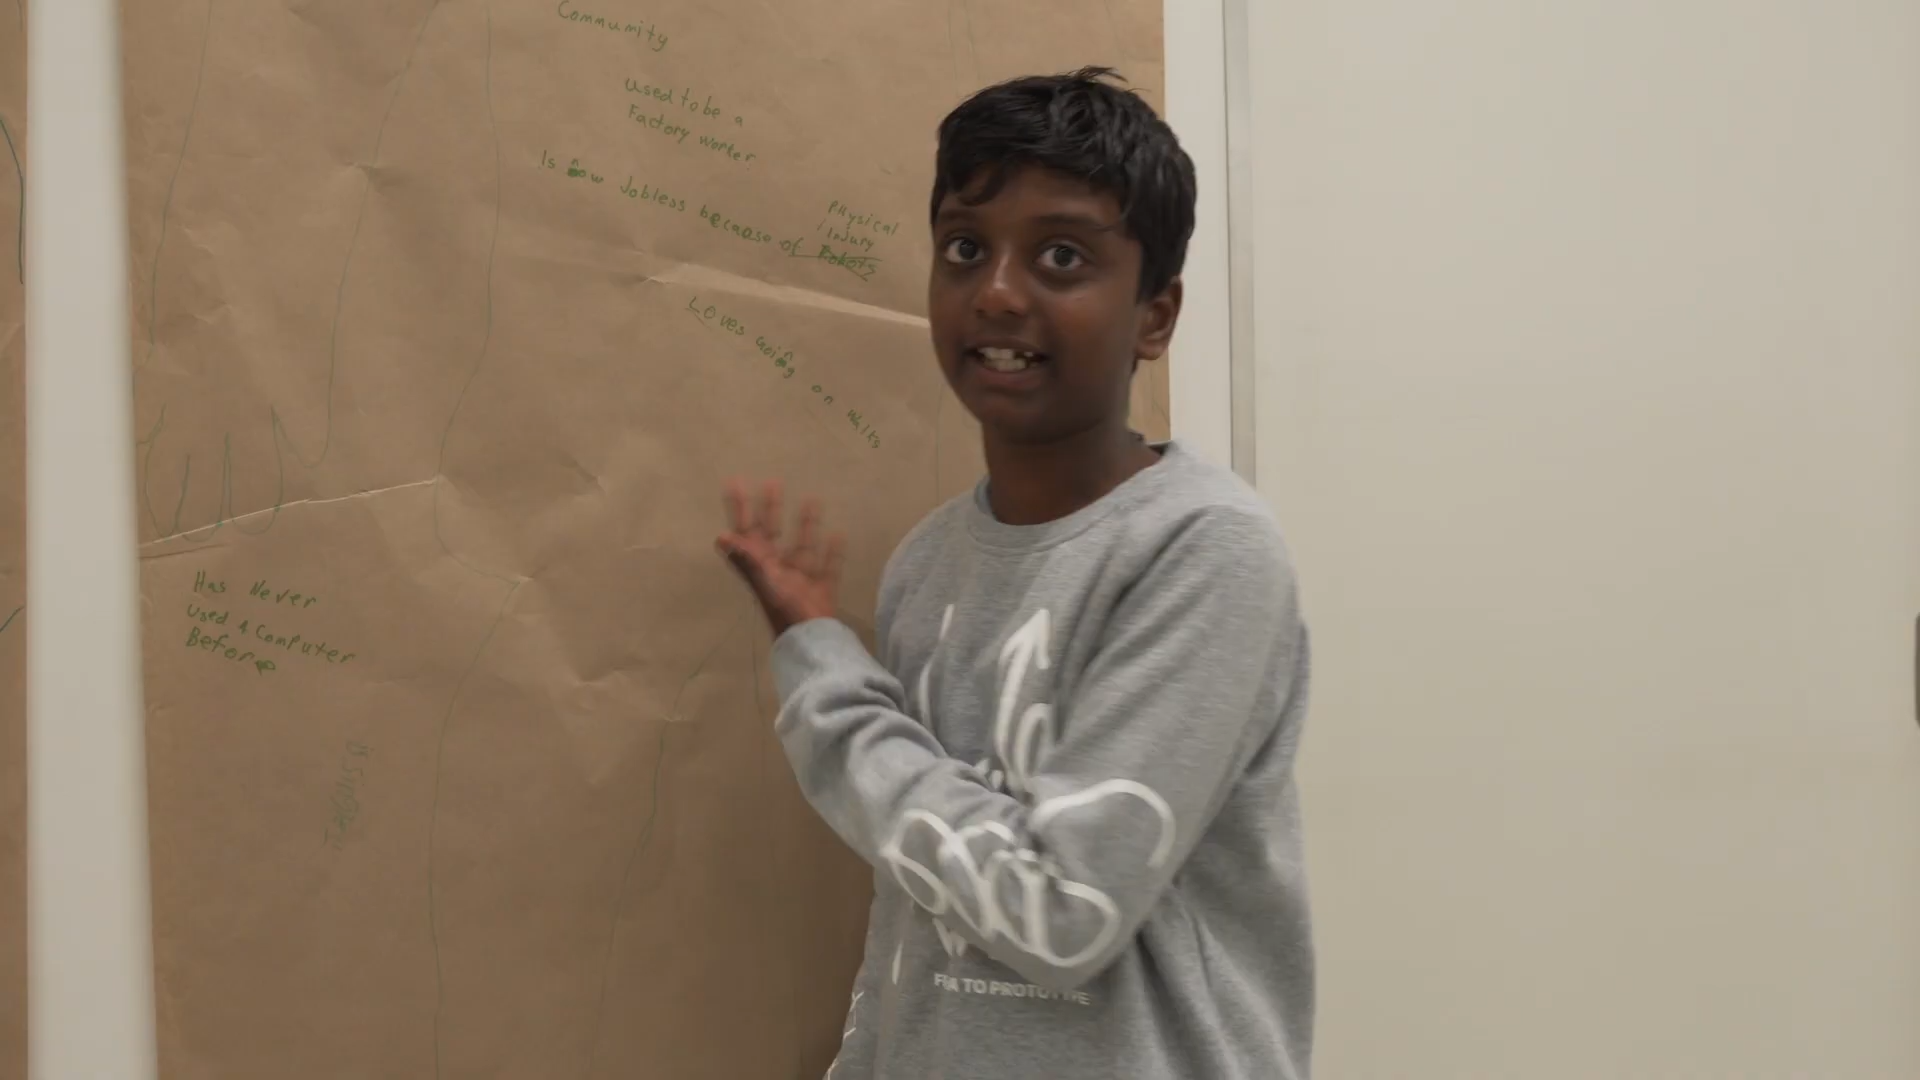 Community
Used to be a
Factory worker
Is now Jobless because of Robots
Physical
Injury
Loves Going on Walks
Has Never
Used A Computer
Before
TO